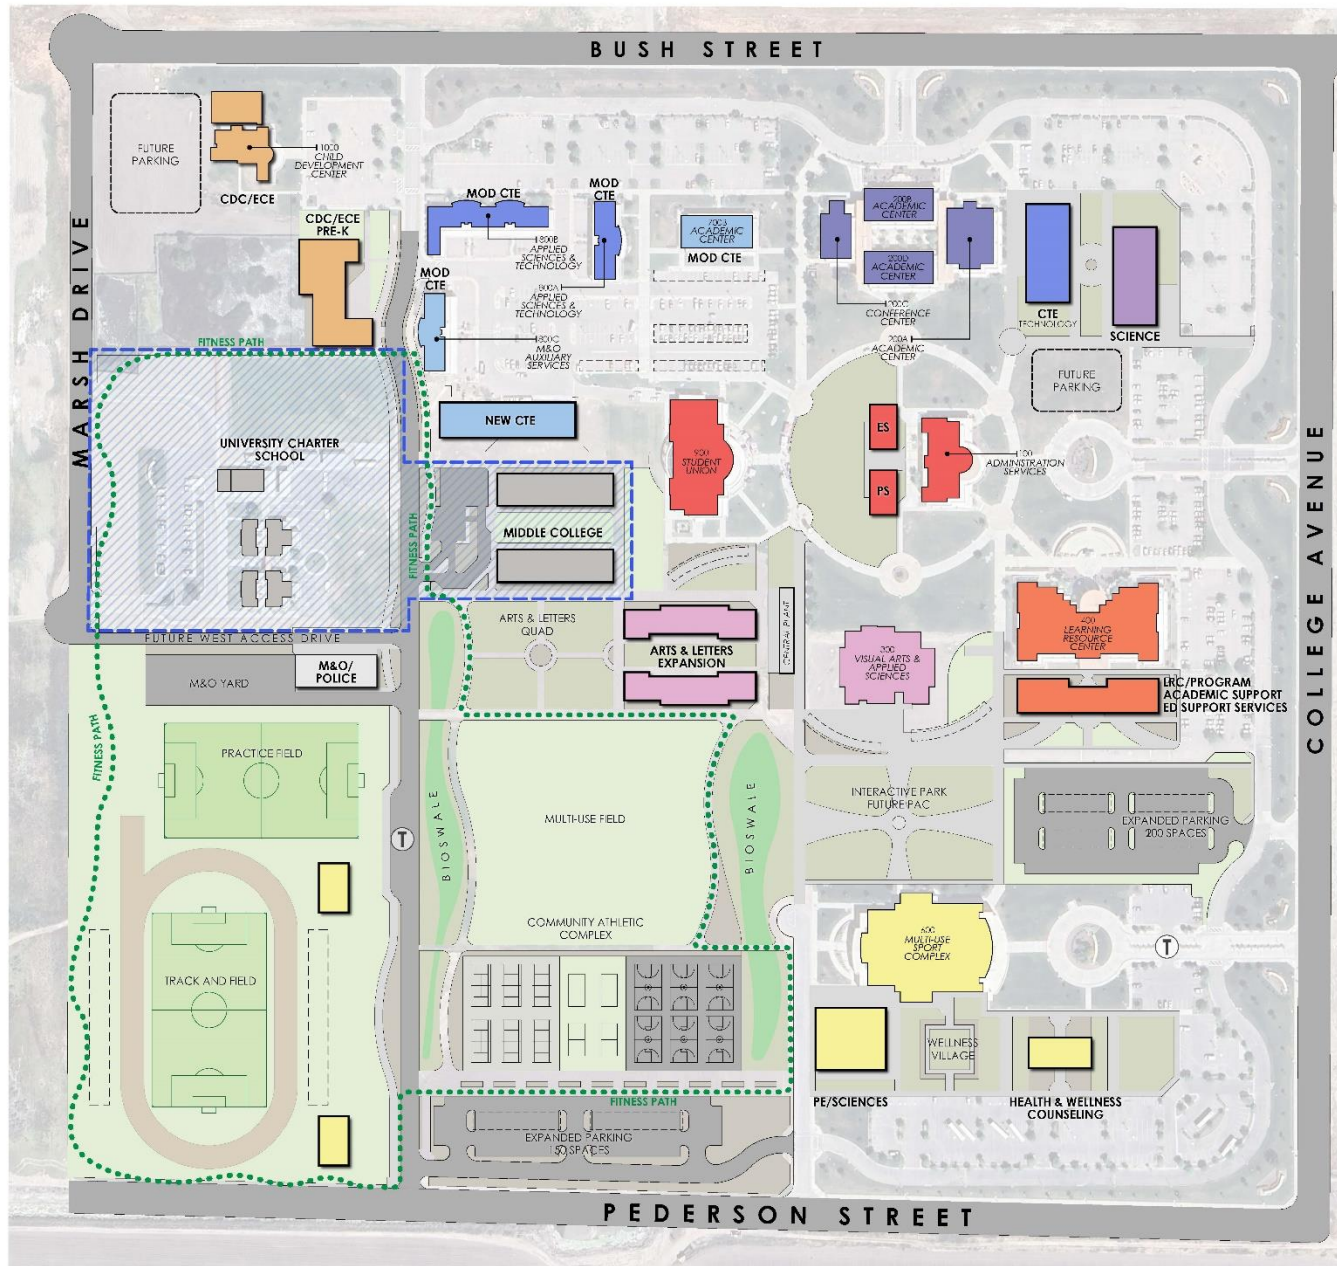 BUSH STREET
MARSH DRIVE
COLLEGE AVENUE
PEDERSON STREET
FUTURE
PARKING
1000
CHILD
DEVELOPMENT
CENTER
CDC/ECE
CDC/ECE
PRE-K
MOD CTE
800B
APPLIED
SCIENCES &
TECHNOLOGY
MOD
CTE
800A
APPLIED
SCIENCES &
TECHNOLOGY
MOD
CTE
800C
M&O
AUXILIARY
SERVICES
700B
ACADEMIC
CENTER
MOD CTE
200B
ACADEMIC
CENTER
200D
ACADEMIC
CENTER
200C
CONFERENCE
CENTER
200A
ACADEMIC
CENTER
CTE
TECHNOLOGY
SCIENCE
FUTURE
PARKING
FITNESS PATH
UNIVERSITY CHARTER
SCHOOL
NEW CTE
MIDDLE COLLEGE
FITNESS PATH
900
STUDENT
UNION
ES
PS
100
ADMINISTRATION
SERVICES
FUTURE WEST ACCESS DRIVE
M&O/
POLICE
M&O YARD
ARTS & LETTERS
QUAD
ARTS & LETTERS
EXPANSION
CENTRAL PLANT
300
VISUAL ARTS &
APPLIED
SCIENCES
400
LEARNING
RESOURCE
CENTER
LRC/PROGRAM
ACADEMIC SUPPORT
ED SUPPORT SERVICES
FITNESS PATH
PRACTICE FIELD
T
BIOSWALE
MULTI-USE FIELD
BIOSWALE
INTERACTIVE PARK
FUTURE PAC
EXPANDED PARKING
200 SPACES
COMMUNITY ATHLETIC
COMPLEX
TRACK AND FIELD
600
MULTI-USE
SPORT
COMPLEX
T
WELLNESS
VILLAGE
PE/SCIENCES
HEALTH & WELLNESS
COUNSELING
FITNESS PATH
EXPANDED PARKING
150 SPACES